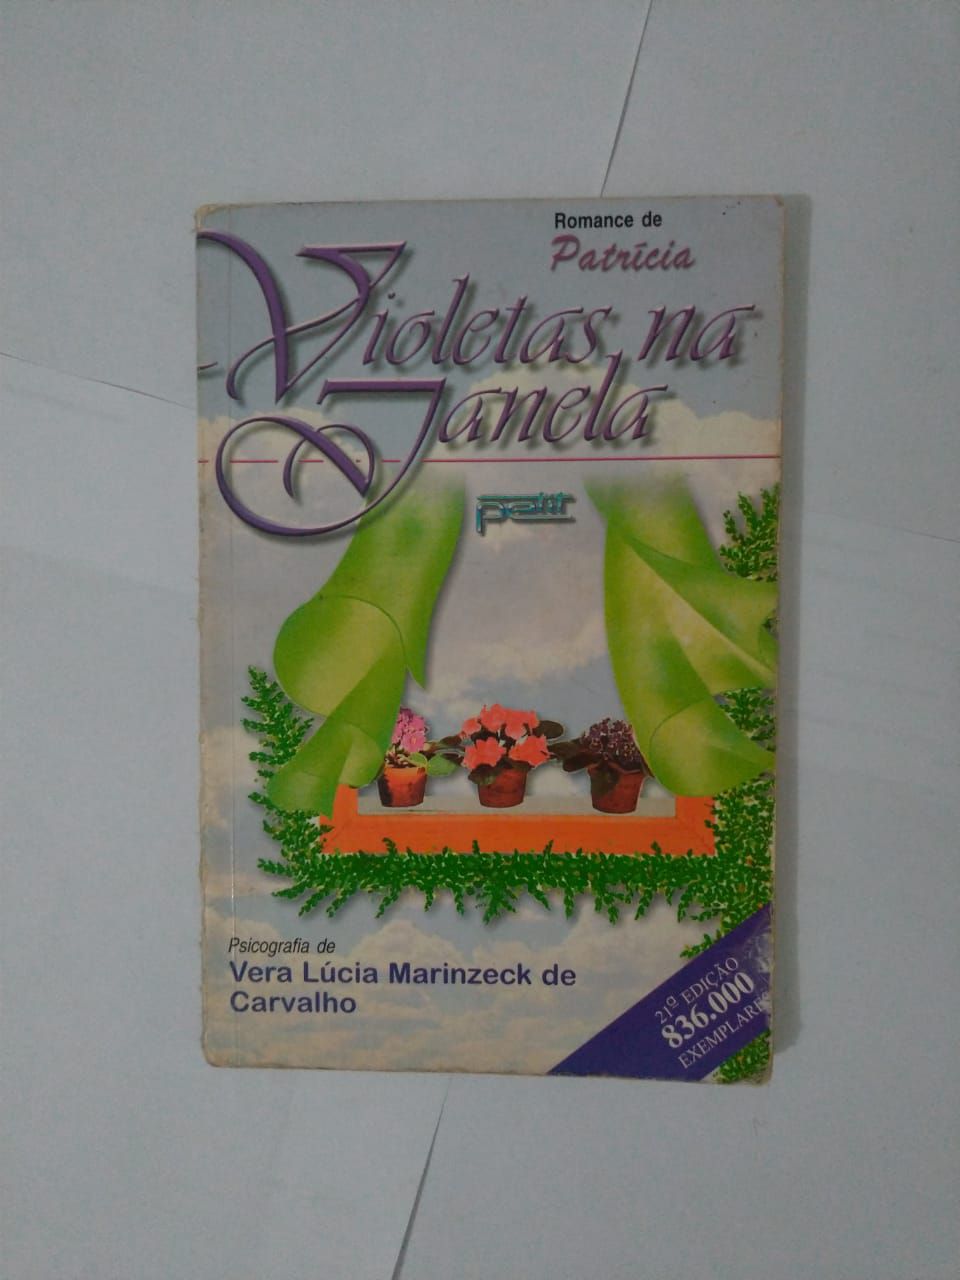 Romance de
Patrícia
Violetas na
Janela
petit
Psicografia de
Vera Lúcia Marinzeck de
Carvalho
21ª EDIÇÃO
836.000
EXEMPLARES